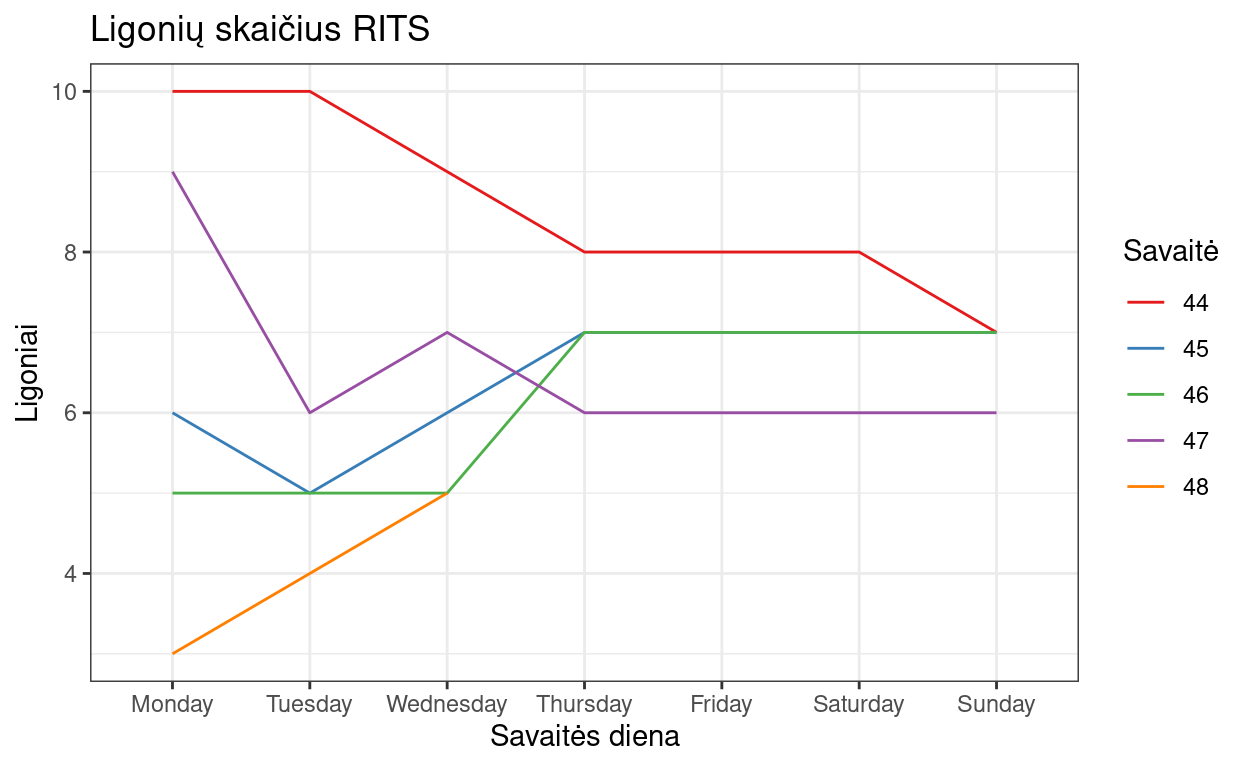 Ligonių skaičius RITS
Ligoniai
10
8
6
4
Monday Tuesday Wednesday Thursday Friday Saturday Sunday
Savaitės diena
Savaitė
44
45
46
47
48